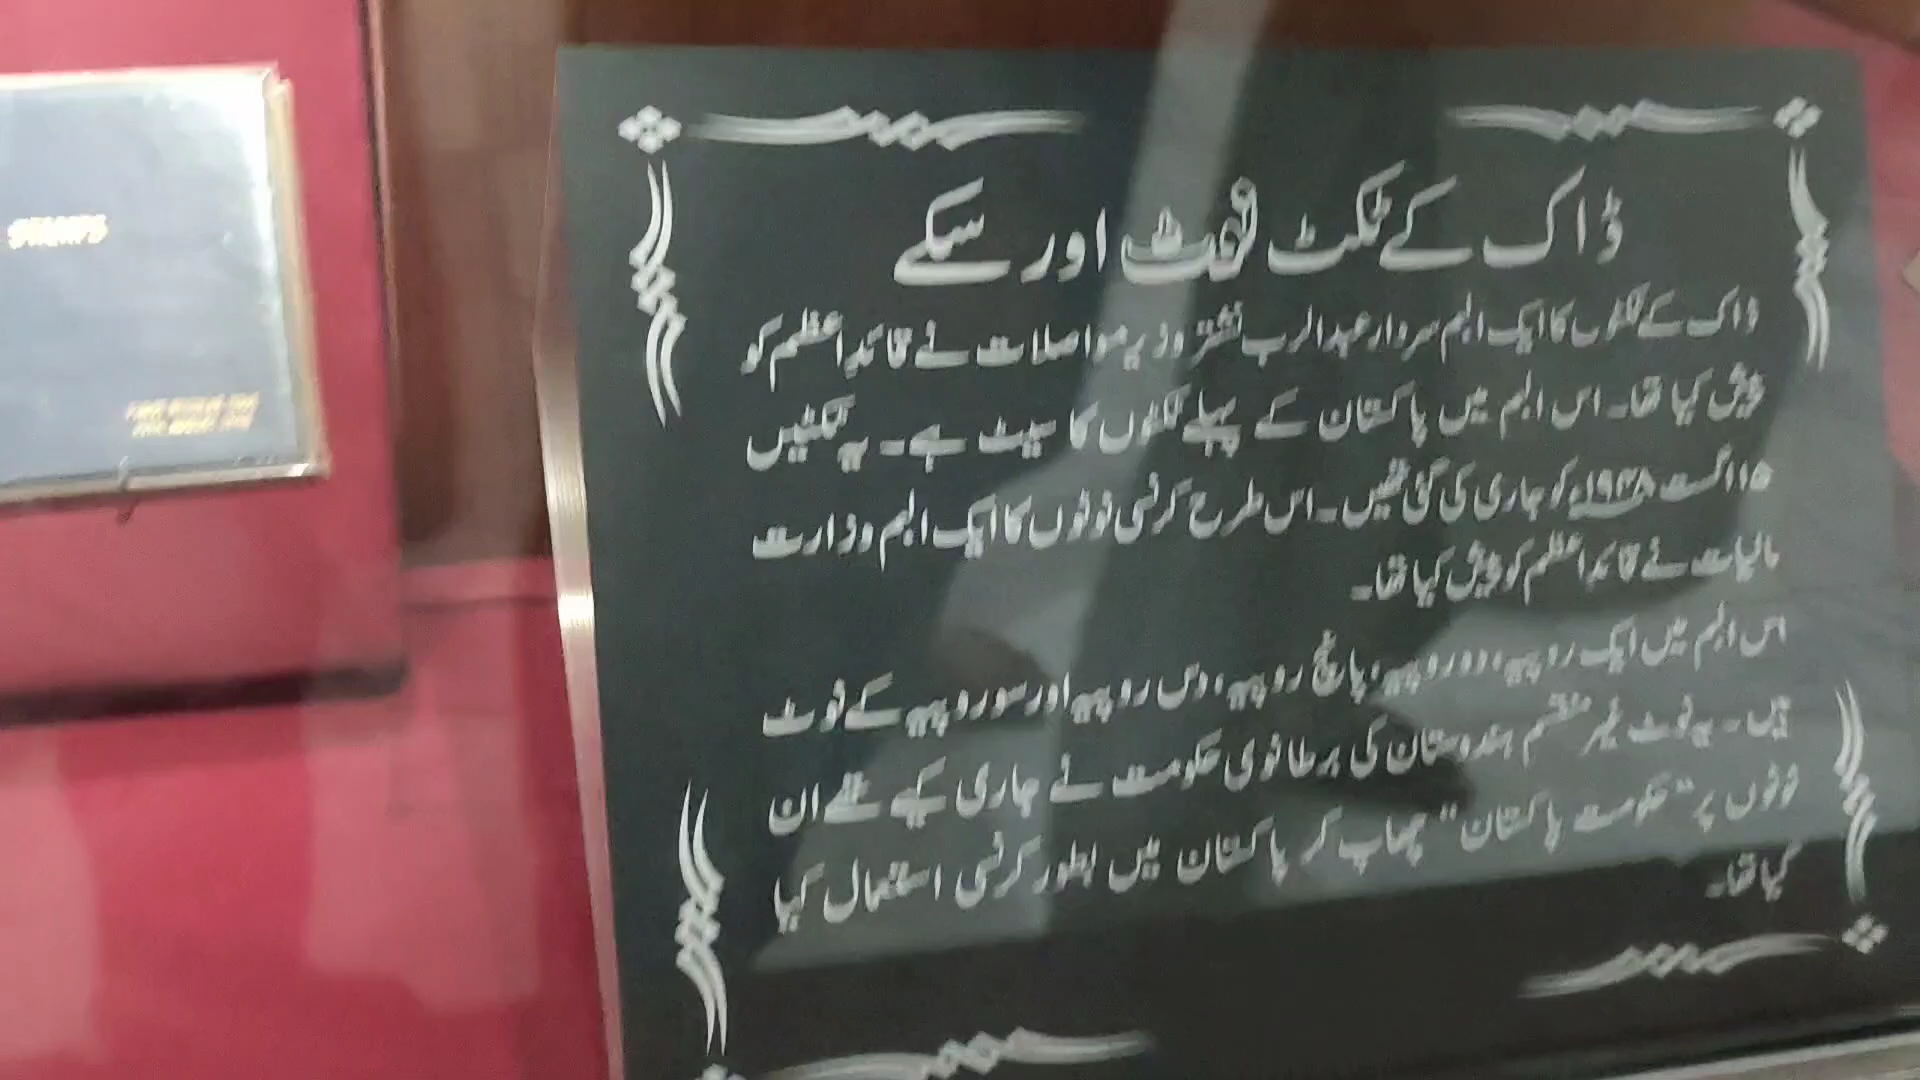 STAMPS
ڈاک کے ٹکٹ نوٹ اور سکے
ڈاک کے ٹکٹوں کا ایک البم سردار عبدالرب نشتر وزیر مواصلات نے قائداعظم کو
پیش کیا تھا۔ اس البم میں پاکستان کے پہلے ٹکٹوں کا سیٹ ہے۔ یہ ٹکٹیں
۱۵ اگست ۱۹۴۸ء کو جاری کی گئی تھیں۔ اس طرح کرنسی نوٹوں کا ایک البم وزارت
مالیات نے قائداعظم کو پیش کیا تھا۔
اس البم میں ایک روپیہ، دو روپیہ، پانچ روپیہ، دس روپیہ اور سو روپیہ کے نوٹ
ہیں۔ یہ نوٹ غیر منقسم ہندوستان کی برطانوی حکومت نے جاری کیے تھے ان
نوٹوں پر "حکومت پاکستان" چھاپ کر پاکستان میں بطور کرنسی استعمال کیا
گیا تھا۔